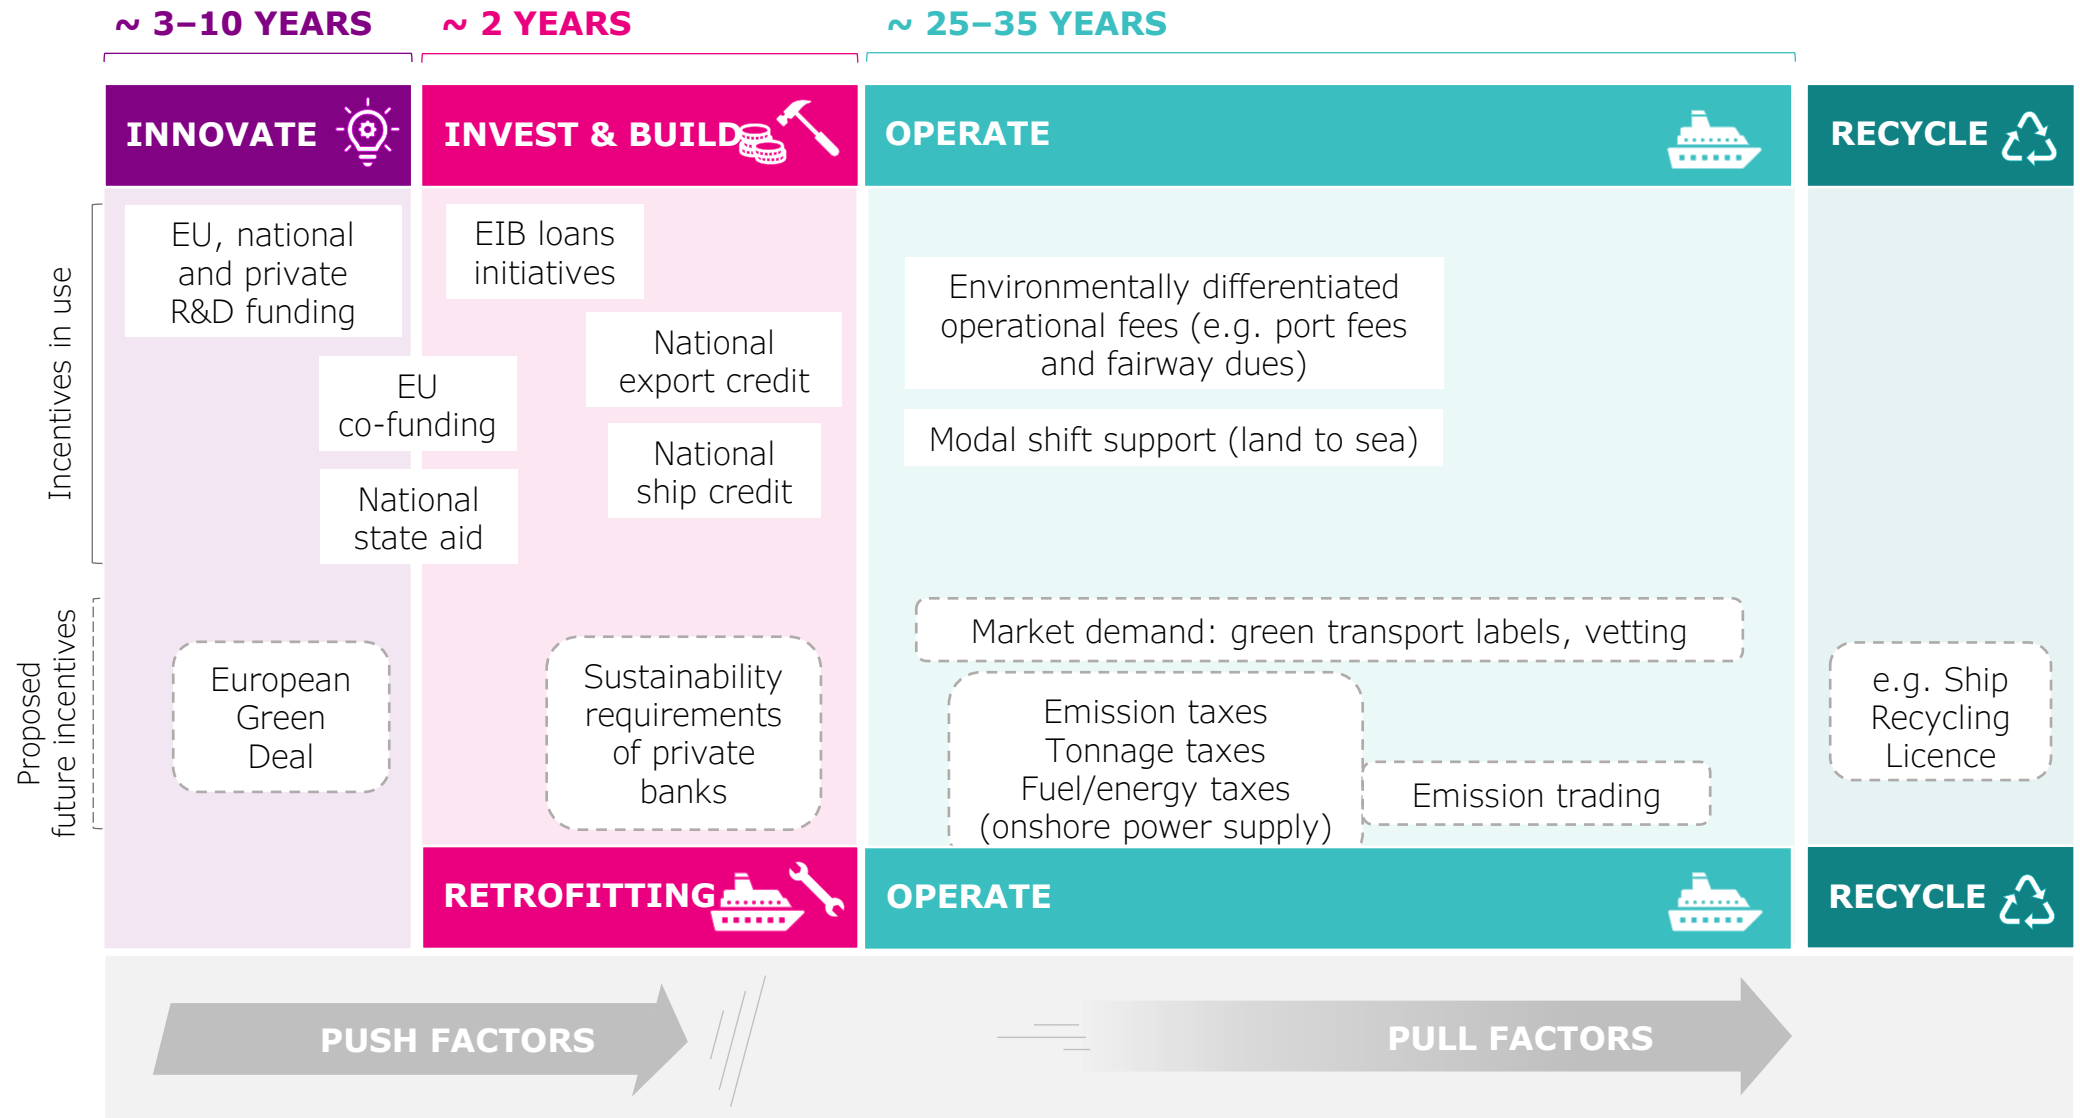 ~ 3–10 YEARS
~ 2 YEARS
~ 25–35 YEARS
INNOVATE
INVEST & BUILD
OPERATE
RECYCLE
Incentives in use
EU, national
and private
R&D funding
EU
co-funding
National
state aid
EIB loans
initiatives
National
export credit
National
ship credit
Environmentally differentiated
operational fees (e.g. port fees
and fairway dues)
Modal shift support (land to sea)
Proposed
future incentives
European
Green
Deal
Sustainability
requirements
of private
banks
Market demand: green transport labels, vetting
Emission taxes
Tonnage taxes
Fuel/energy taxes
(onshore power supply)
Emission trading
e.g. Ship
Recycling
Licence
RETROFITTING
OPERATE
RECYCLE
PUSH FACTORS
PULL FACTORS